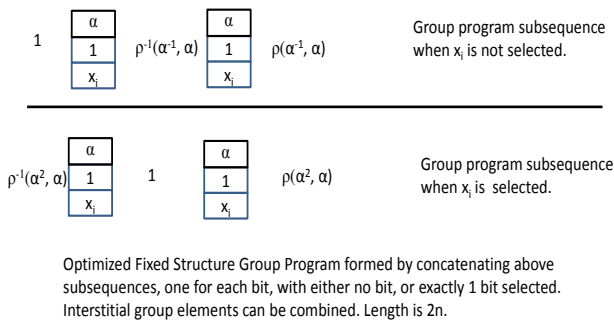 α α
1 1 ρ⁻¹(α⁻¹, α) 1 ρ(α⁻¹, α)
xᵢ xᵢ
Group program subsequence
when xᵢ is not selected.
α α
ρ⁻¹(α², α) 1 1 1 ρ(α², α)
xᵢ xᵢ
Group program subsequence
when xᵢ is selected.
Optimized Fixed Structure Group Program formed by concatenating above
subsequences, one for each bit, with either no bit, or exactly 1 bit selected.
Interstitial group elements can be combined. Length is 2n.